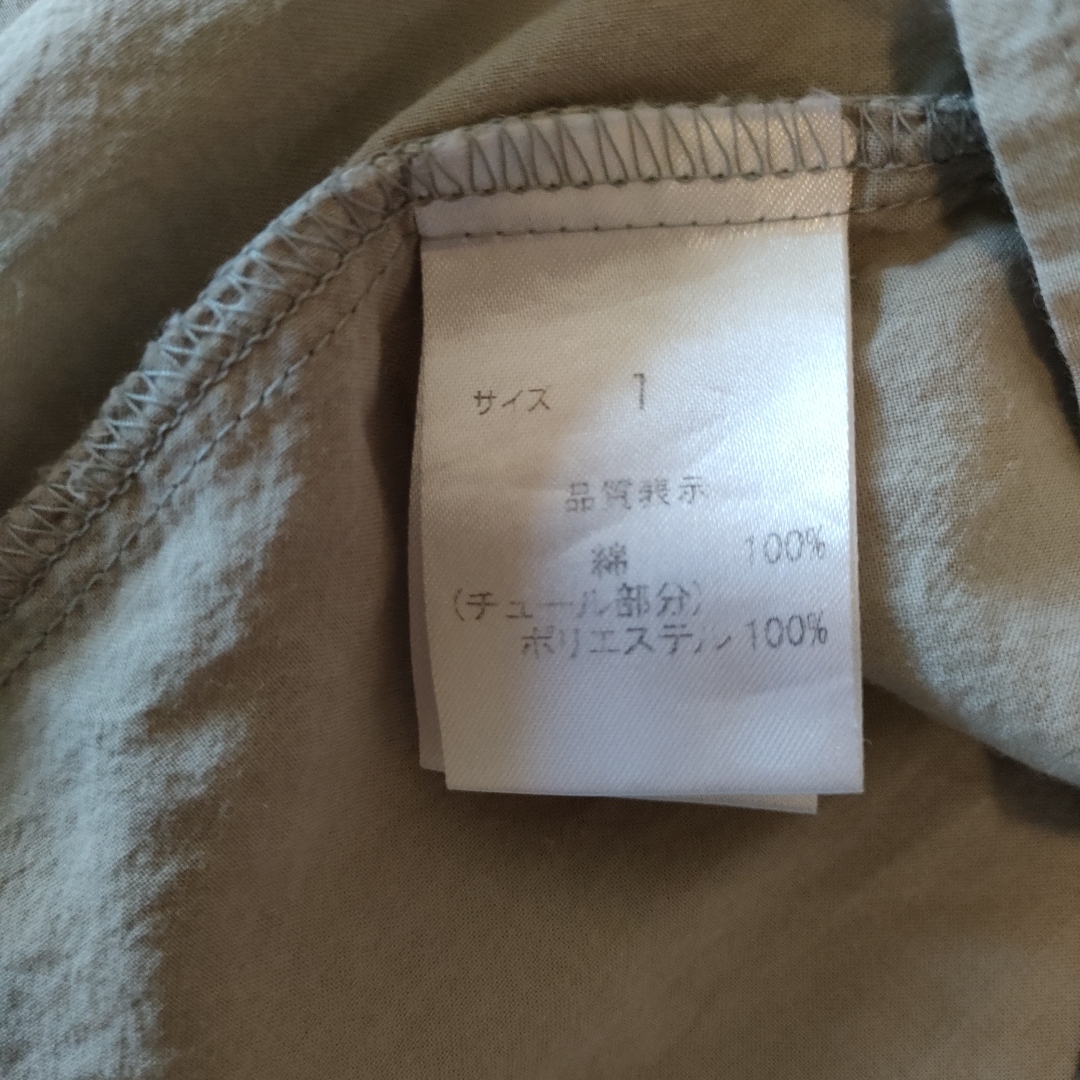 サイズ 1
品質表示
綿 100%
(チュール部分)
ポリエステル 100%